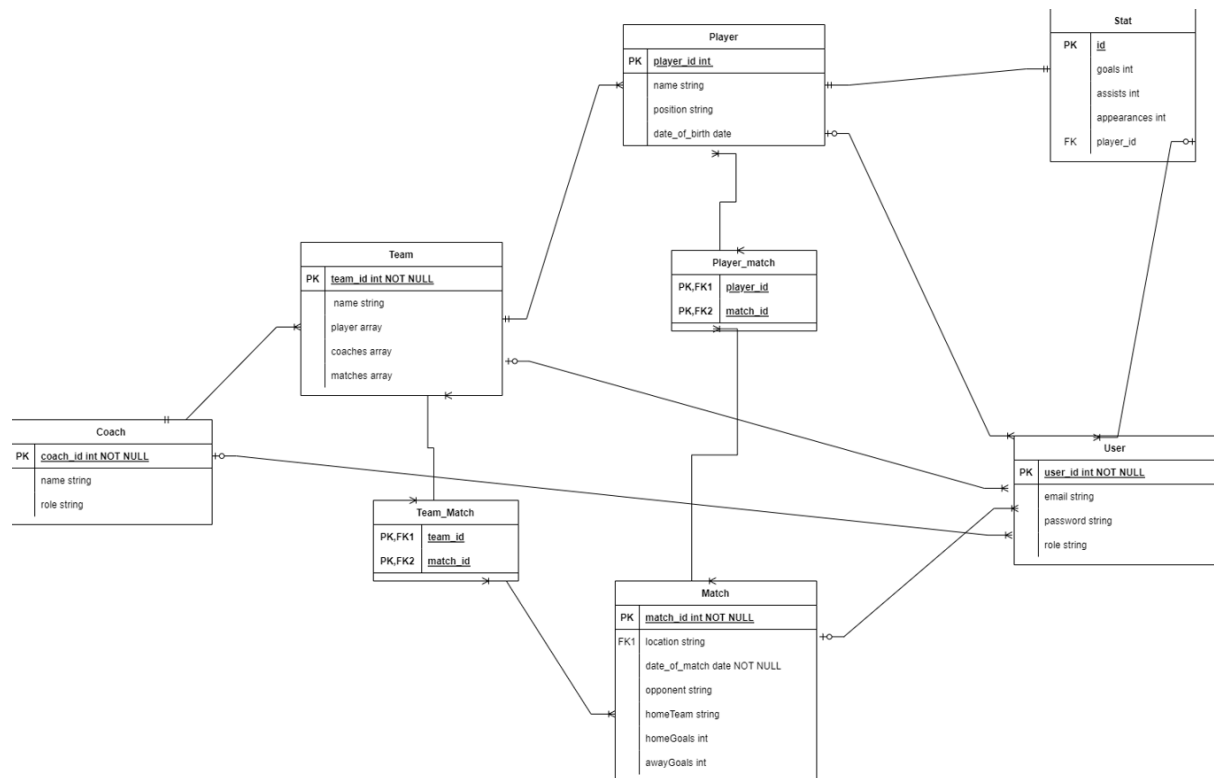 Player
PK player_id int
name string
position string
date_of_birth date
Stat
PK id
goals int
assists int
appearances int
FK player_id
Team
PK team_id int NOT NULL
name string
player array
coaches array
matches array
Player_match
PK,FK1 player_id
PK,FK2 match_id
Coach
PK coach_id int NOT NULL
name string
role string
User
PK user_id int NOT NULL
email string
password string
role string
Team_Match
PK,FK1 team_id
PK,FK2 match_id
Match
PK match_id int NOT NULL
FK1 location string
date_of_match date NOT NULL
opponent string
homeTeam string
homeGoals int
awayGoals int